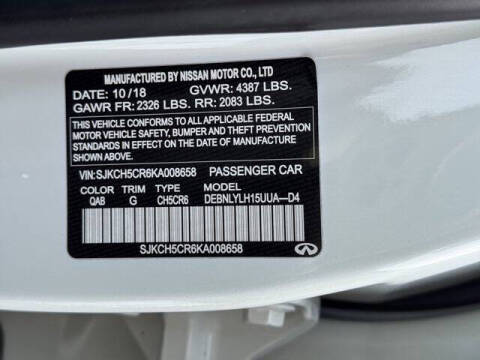 MANUFACTURED BY NISSAN MOTOR CO., LTD
DATE: 10/18 GVWR: 4387 LBS.
GAWR FR: 2326 LBS. RR: 2083 LBS.
THIS VEHICLE CONFORMS TO ALL APPLICABLE FEDERAL
MOTOR VEHICLE SAFETY, BUMPER AND THEFT PREVENTION
STANDARDS IN EFFECT ON THE DATE OF MANUFACTURE
SHOWN ABOVE.
VIN:SJKCH5CR6KA008658 PASSENGER CAR
COLOR TRIM TYPE
QAB G CH5CR6 DEBNLYLH15UUA—D4
SJKCH5CR6KA008658